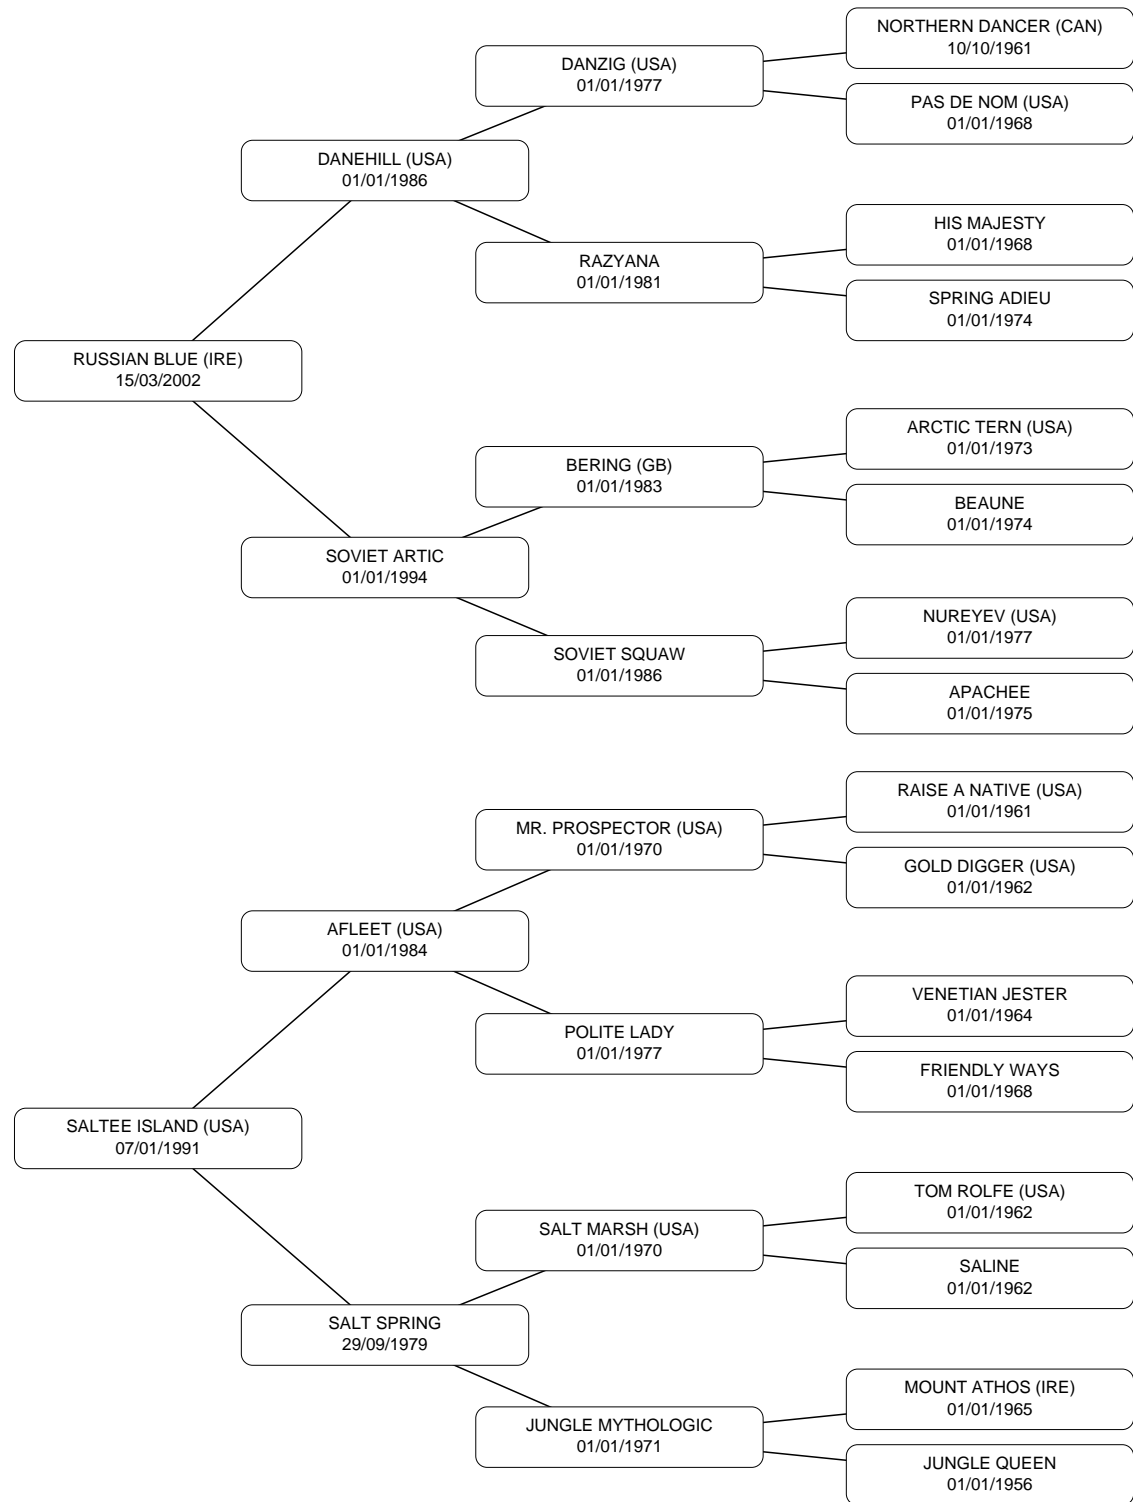 NORTHERN DANCER (CAN)
10/10/1961
DANZIG (USA)
01/01/1977
PAS DE NOM (USA)
01/01/1968
DANEHILL (USA)
01/01/1986
HIS MAJESTY
01/01/1968
RAZYANA
01/01/1981
SPRING ADIEU
01/01/1974
RUSSIAN BLUE (IRE)
15/03/2002
ARCTIC TERN (USA)
01/01/1973
BERING (GB)
01/01/1983
BEAUNE
01/01/1974
SOVIET ARTIC
01/01/1994
NUREYEV (USA)
01/01/1977
SOVIET SQUAW
01/01/1986
APACHEE
01/01/1975
RAISE A NATIVE (USA)
01/01/1961
MR. PROSPECTOR (USA)
01/01/1970
GOLD DIGGER (USA)
01/01/1962
AFLEET (USA)
01/01/1984
VENETIAN JESTER
01/01/1964
POLITE LADY
01/01/1977
FRIENDLY WAYS
01/01/1968
SALTEE ISLAND (USA)
07/01/1991
TOM ROLFE (USA)
01/01/1962
SALT MARSH (USA)
01/01/1970
SALINE
01/01/1962
SALT SPRING
29/09/1979
MOUNT ATHOS (IRE)
01/01/1965
JUNGLE MYTHOLOGIC
01/01/1971
JUNGLE QUEEN
01/01/1956